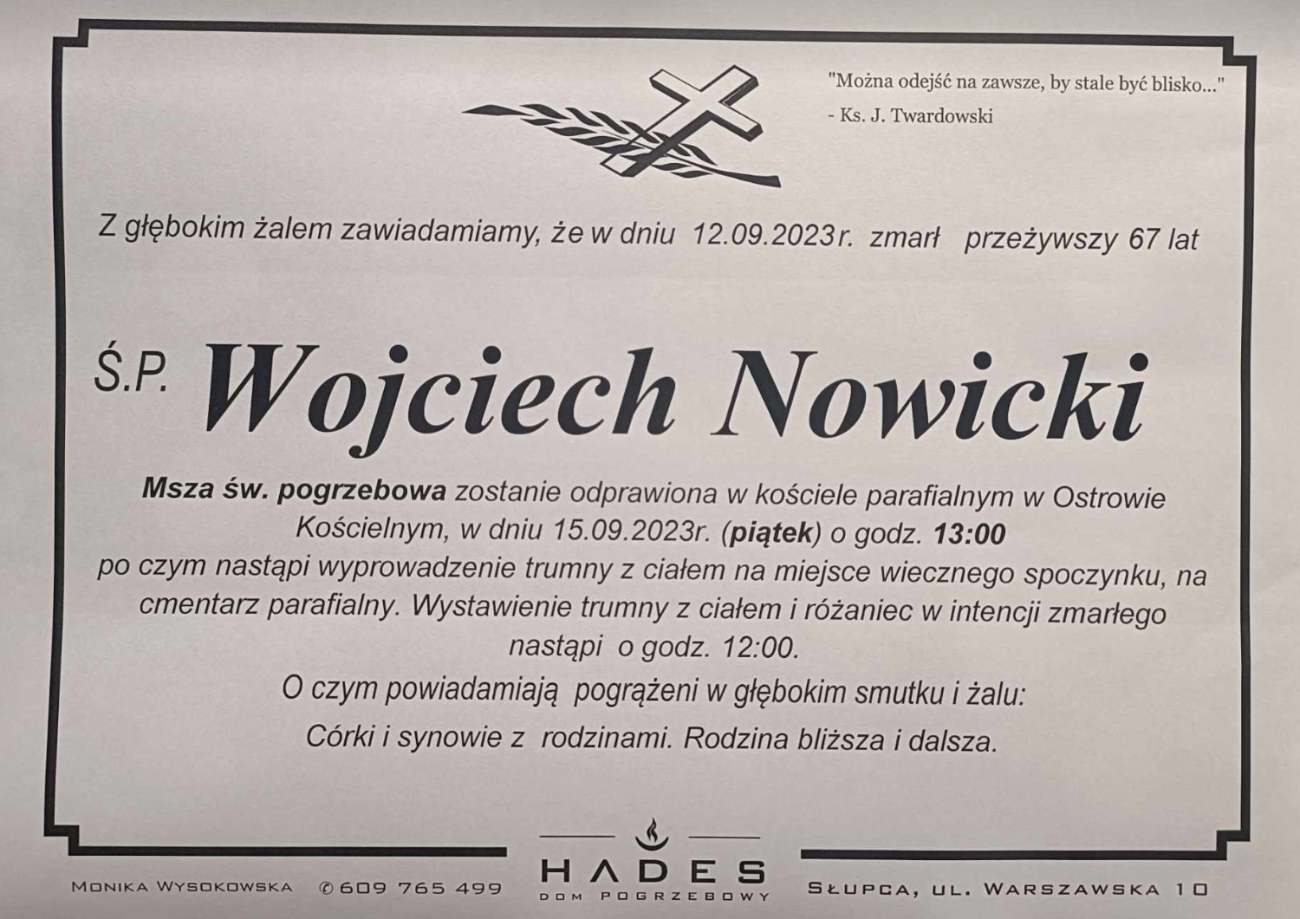 "Można odejść na zawsze, by stale być blisko..."
- Ks. J. Twardowski
Z głębokim żalem zawiadamiamy, że w dniu 12.09.2023r. zmarł przeżywszy 67 lat
Ś.P. Wojciech Nowicki
Msza św. pogrzebowa zostanie odprawiona w kościele parafialnym w Ostrowie
Kościelnym, w dniu 15.09.2023r. (piątek) o godz. 13:00
po czym nastąpi wyprowadzenie trumny z ciałem na miejsce wiecznego spoczynku, na
cmentarz parafialny. Wystawienie trumny z ciałem i różaniec w intencji zmarłego
nastąpi o godz. 12:00.
O czym powiadamiają pogrążeni w głębokim smutku i żalu:
Córki i synowie z rodzinami. Rodzina bliższa i dalsza.
Monika Wysokowska ✆ 609 765 499
HADES
DOM POGRZEBOWY
Słupca, ul. Warszawska 10